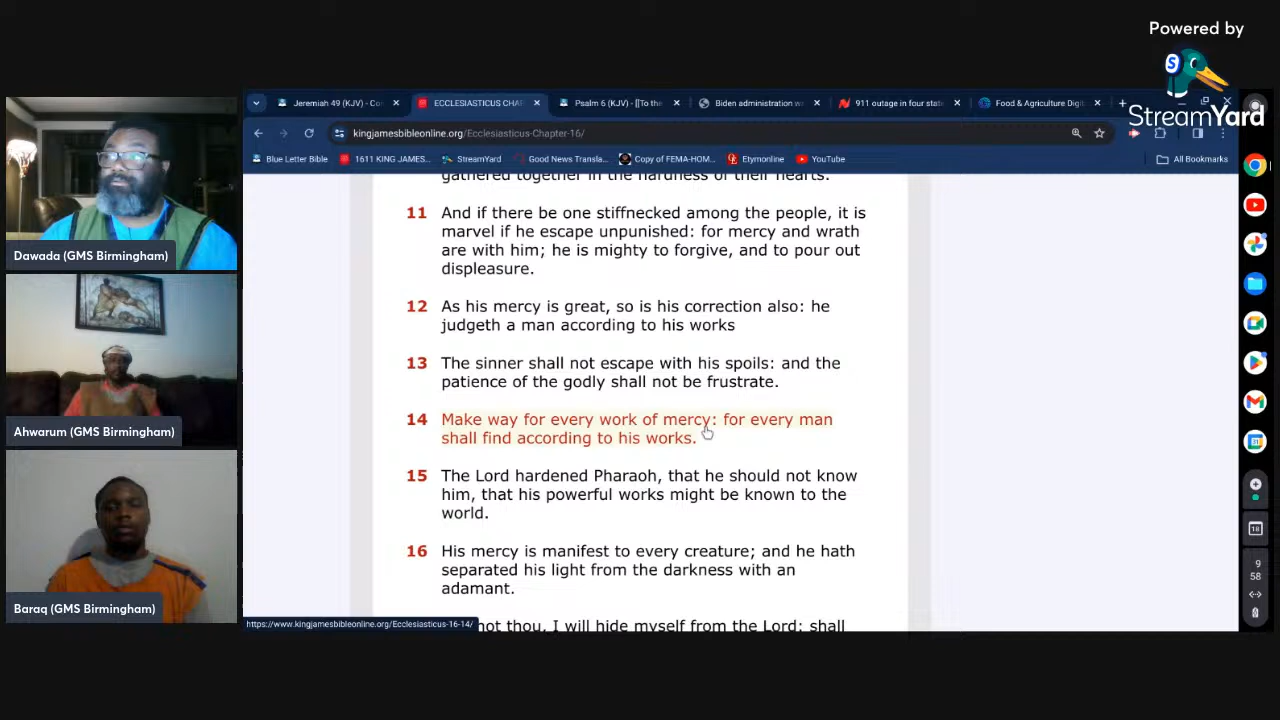 Powered by
StreamYard
Jeremiah 49 (KJV) - Co
ECCLESIASTICUS CHAP
Psalm 6 (KJV) - [[To the
Biden administration w
911 outage in four state
Food & Agriculture Digit
kingjamesbibleonline.org/Ecclesiasticus-Chapter-16/
Blue Letter Bible
1611 KING JAMES...
StreamYard
Good News Transla...
Copy of FEMA-HOM...
Etymonline
YouTube
All Bookmarks
gathered together in the hardness of their hearts.
11 And if there be one stiffnecked among the people, it is
marvel if he escape unpunished: for mercy and wrath
are with him; he is mighty to forgive, and to pour out
displeasure.
12 As his mercy is great, so is his correction also: he
judgeth a man according to his works
13 The sinner shall not escape with his spoils: and the
patience of the godly shall not be frustrate.
14 Make way for every work of mercy: for every man
shall find according to his works.
15 The Lord hardened Pharaoh, that he should not know
him, that his powerful works might be known to the
world.
16 His mercy is manifest to every creature; and he hath
separated his light from the darkness with an
adamant.
not thou, I will hide myself from the Lord: shall
https://www.kingjamesbibleonline.org/Ecclesiasticus-16-14/
Dawada (GMS Birmingham)
Ahwarum (GMS Birmingham)
Baraq (GMS Birmingham)
18
9
58